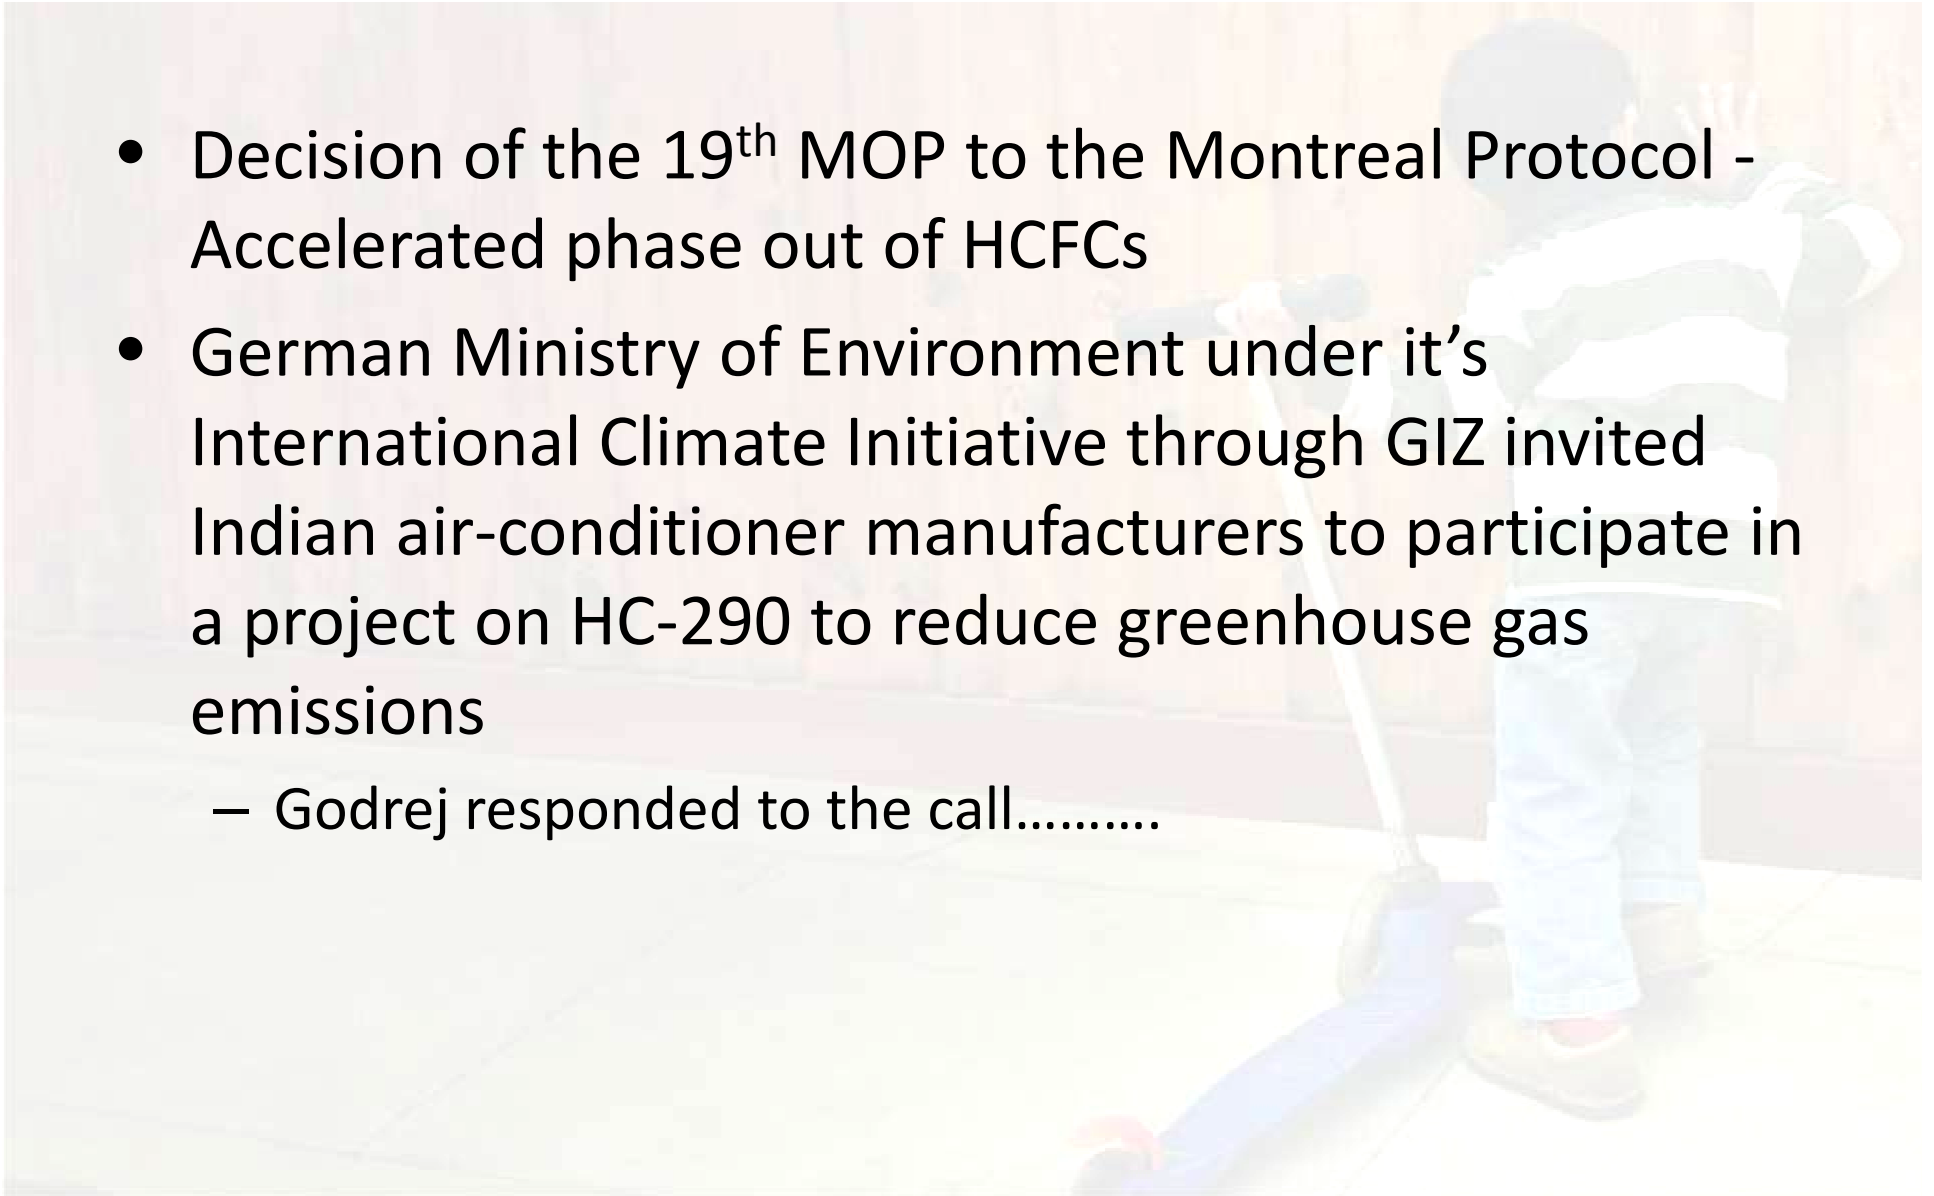 • Decision of the 19th MOP to the Montreal Protocol -
Accelerated phase out of HCFCs
• German Ministry of Environment under it’s
International Climate Initiative through GIZ invited
Indian air-conditioner manufacturers to participate in
a project on HC-290 to reduce greenhouse gas
emissions
– Godrej responded to the call……….